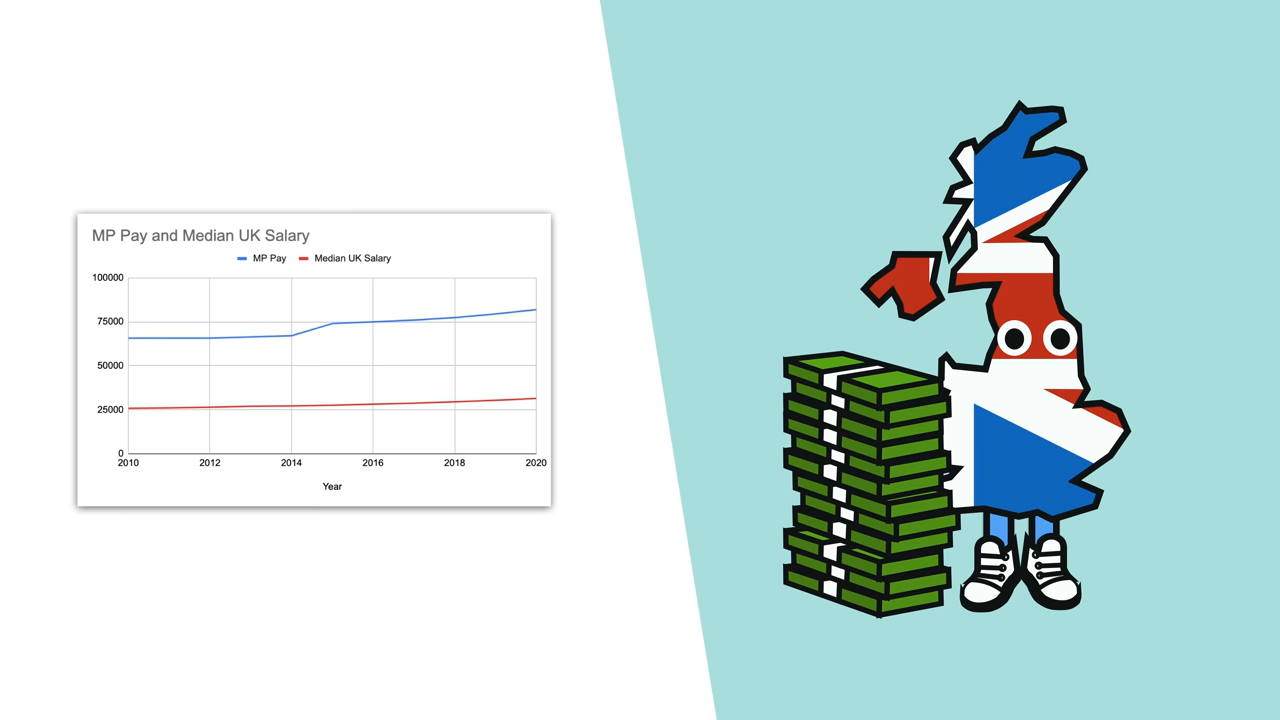 MP Pay and Median UK Salary
MP Pay
Median UK Salary
100000
75000
50000
25000
0
2010
2012
2014
2016
2018
2020
Year